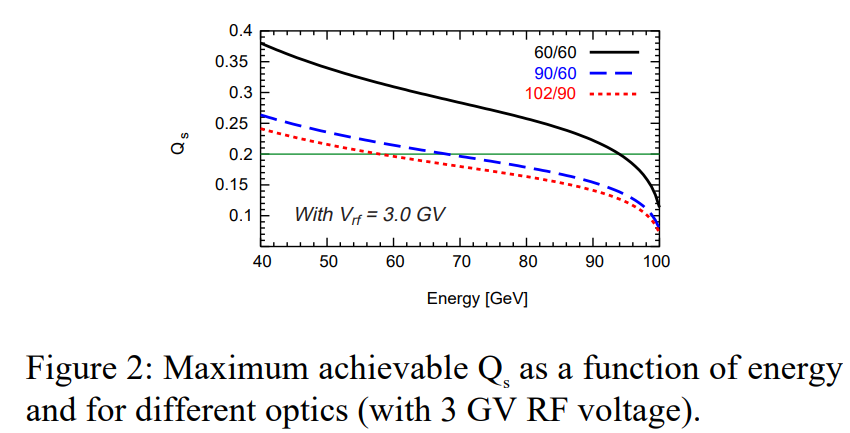 0.4
0.35
0.3
0.25
0.2
0.15
0.1
Qs
60/60
90/60
102/90
With Vrf = 3.0 GV
40 50 60 70 80 90 100
Energy [GeV]
Figure 2: Maximum achievable Qs as a function of energy
and for different optics (with 3 GV RF voltage).